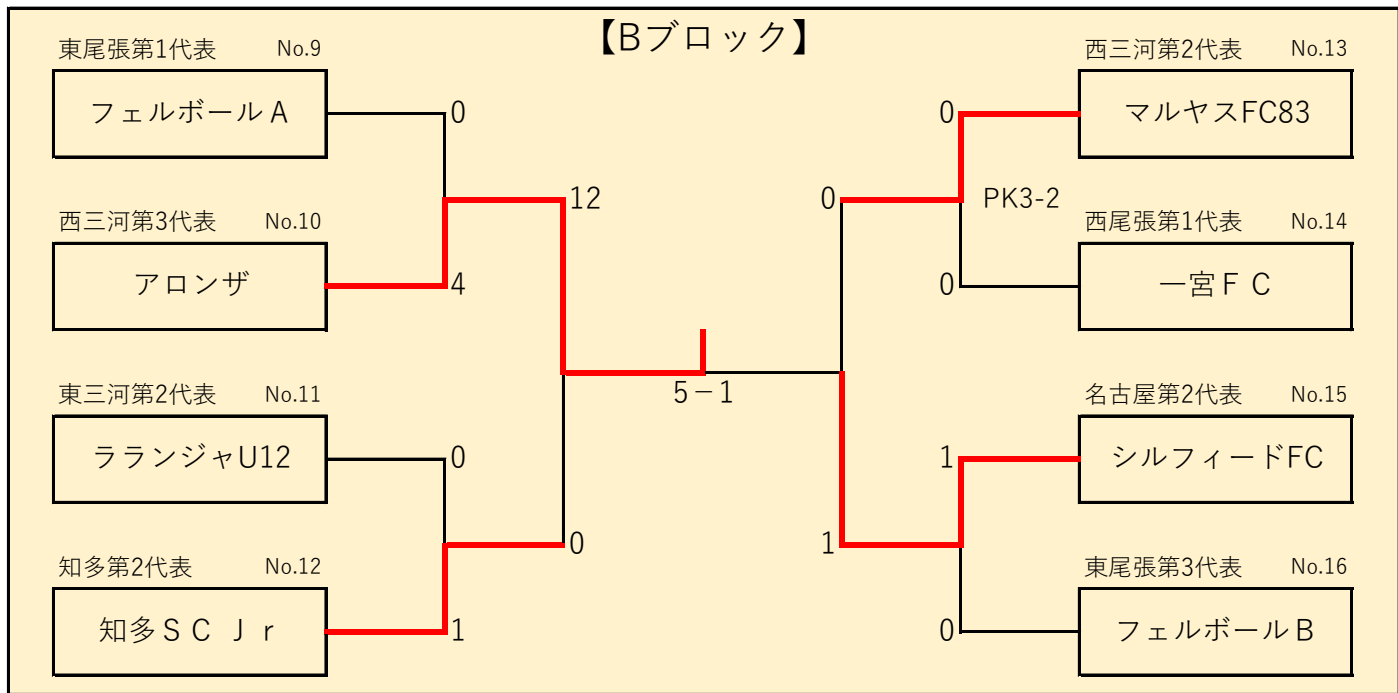 【Bブロック】
東尾張第1代表 No.9
フェルボールA
0
12
西三河第3代表 No.10
アロンザ
4
東三河第2代表 No.11
ラランジャU12
0
0
知多第2代表 No.12
知多ＳＣ Ｊｒ
1
5－1
西三河第2代表 No.13
マルヤスFC83
0
0
PK3-2
西尾張第1代表 No.14
一宮ＦＣ
0
名古屋第2代表 No.15
シルフィードFC
1
1
東尾張第3代表 No.16
フェルボールB
0